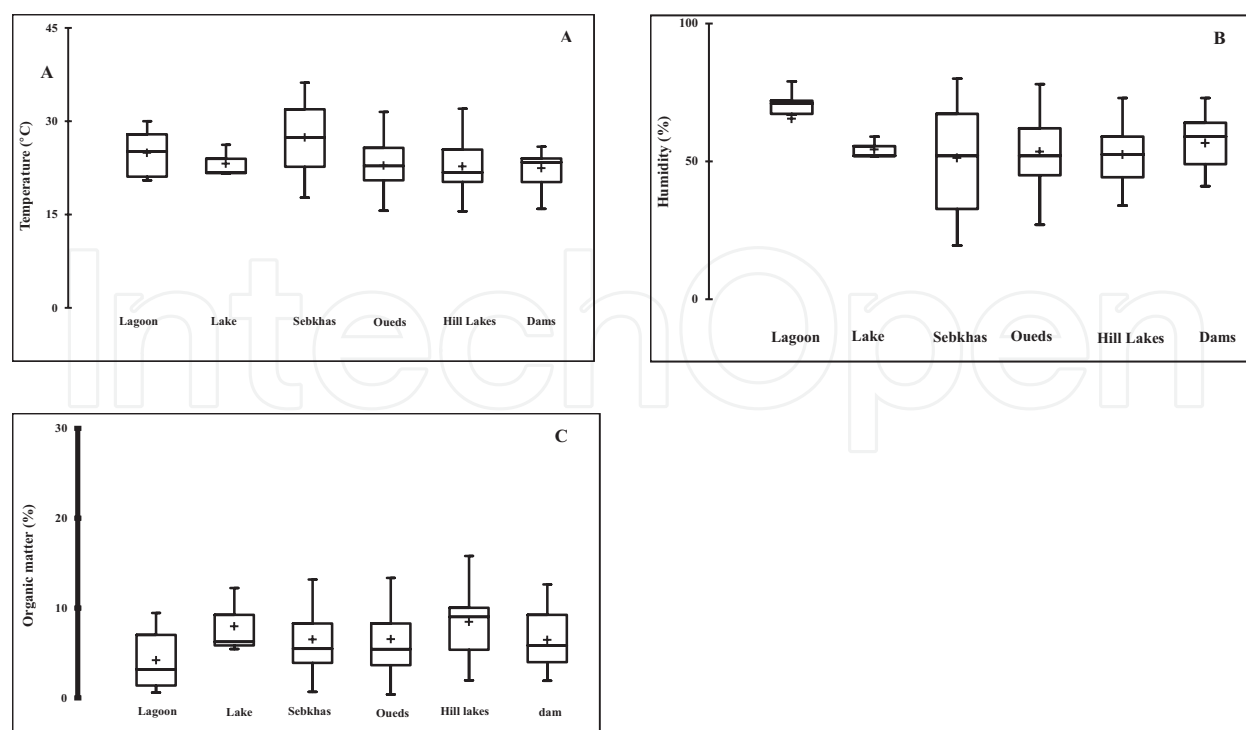 45
A
A
30
15
0
Temperature (°C)
Lagoon Lake Sebkhas Oueds Hill Lakes Dams
100
B
50
0
Humidity (%)
Lagoon Lake Sebkhas Oueds Hill Lakes Dams
30
C
20
10
0
Organic matter (%)
Lagoon Lake Sebkhas Oueds Hill lakes dam
IntechOpen